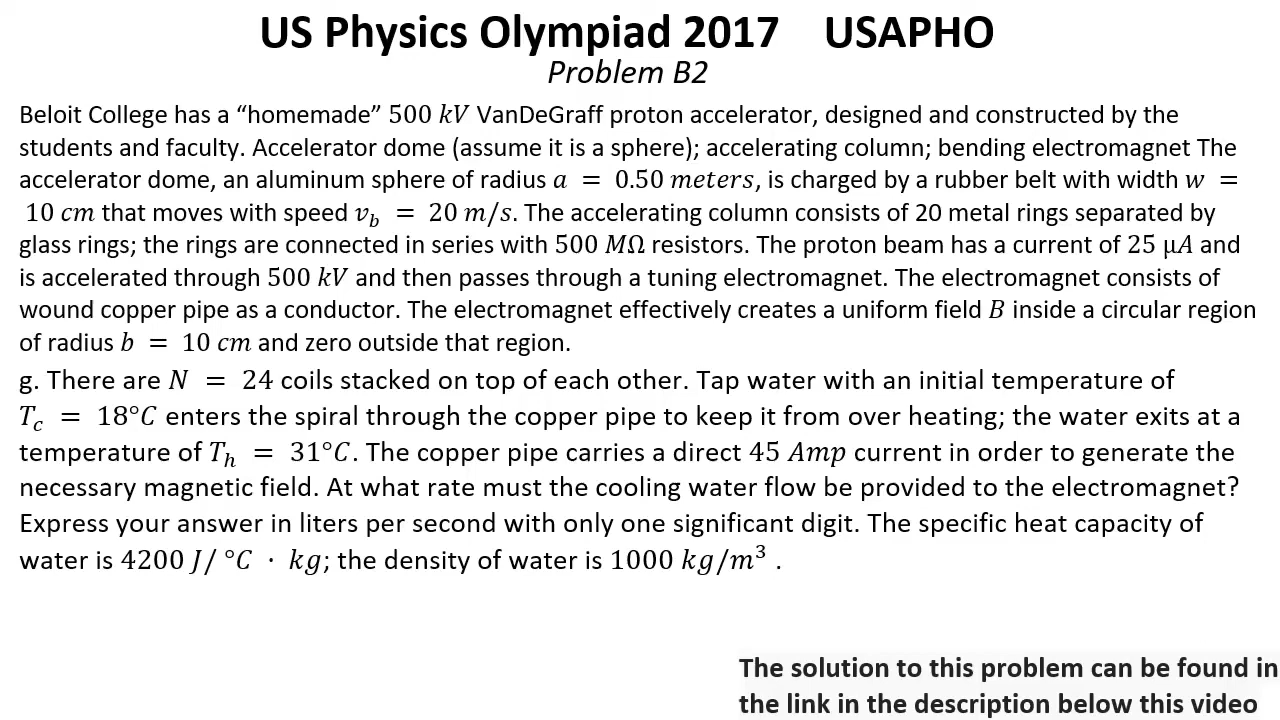 US Physics Olympiad 2017 USAPHO
Problem B2
Beloit College has a “homemade” 500 kV VanDeGraff proton accelerator, designed and constructed by the
students and faculty. Accelerator dome (assume it is a sphere); accelerating column; bending electromagnet The
accelerator dome, an aluminum sphere of radius a = 0.50 meters, is charged by a rubber belt with width w =
10 cm that moves with speed v_b = 20 m/s. The accelerating column consists of 20 metal rings separated by
glass rings; the rings are connected in series with 500 MΩ resistors. The proton beam has a current of 25 μA and
is accelerated through 500 kV and then passes through a tuning electromagnet. The electromagnet consists of
wound copper pipe as a conductor. The electromagnet effectively creates a uniform field B inside a circular region
of radius b = 10 cm and zero outside that region.
g. There are N = 24 coils stacked on top of each other. Tap water with an initial temperature of
T_c = 18°C enters the spiral through the copper pipe to keep it from over heating; the water exits at a
temperature of T_h = 31°C. The copper pipe carries a direct 45 Amp current in order to generate the
necessary magnetic field. At what rate must the cooling water flow be provided to the electromagnet?
Express your answer in liters per second with only one significant digit. The specific heat capacity of
water is 4200 J/ °C · kg; the density of water is 1000 kg/m³ .
The solution to this problem can be found in
the link in the description below this video